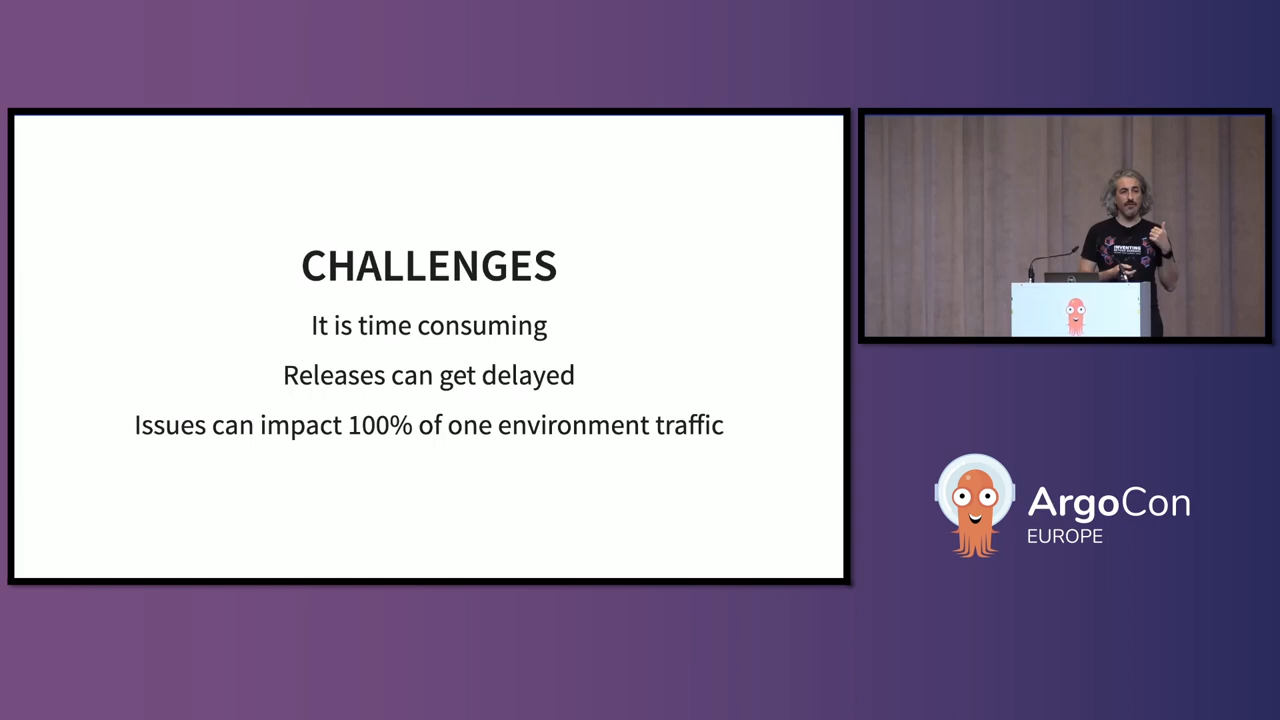 CHALLENGES
It is time consuming
Releases can get delayed
Issues can impact 100% of one environment traffic
INVENTING
ArgoCon
EUROPE